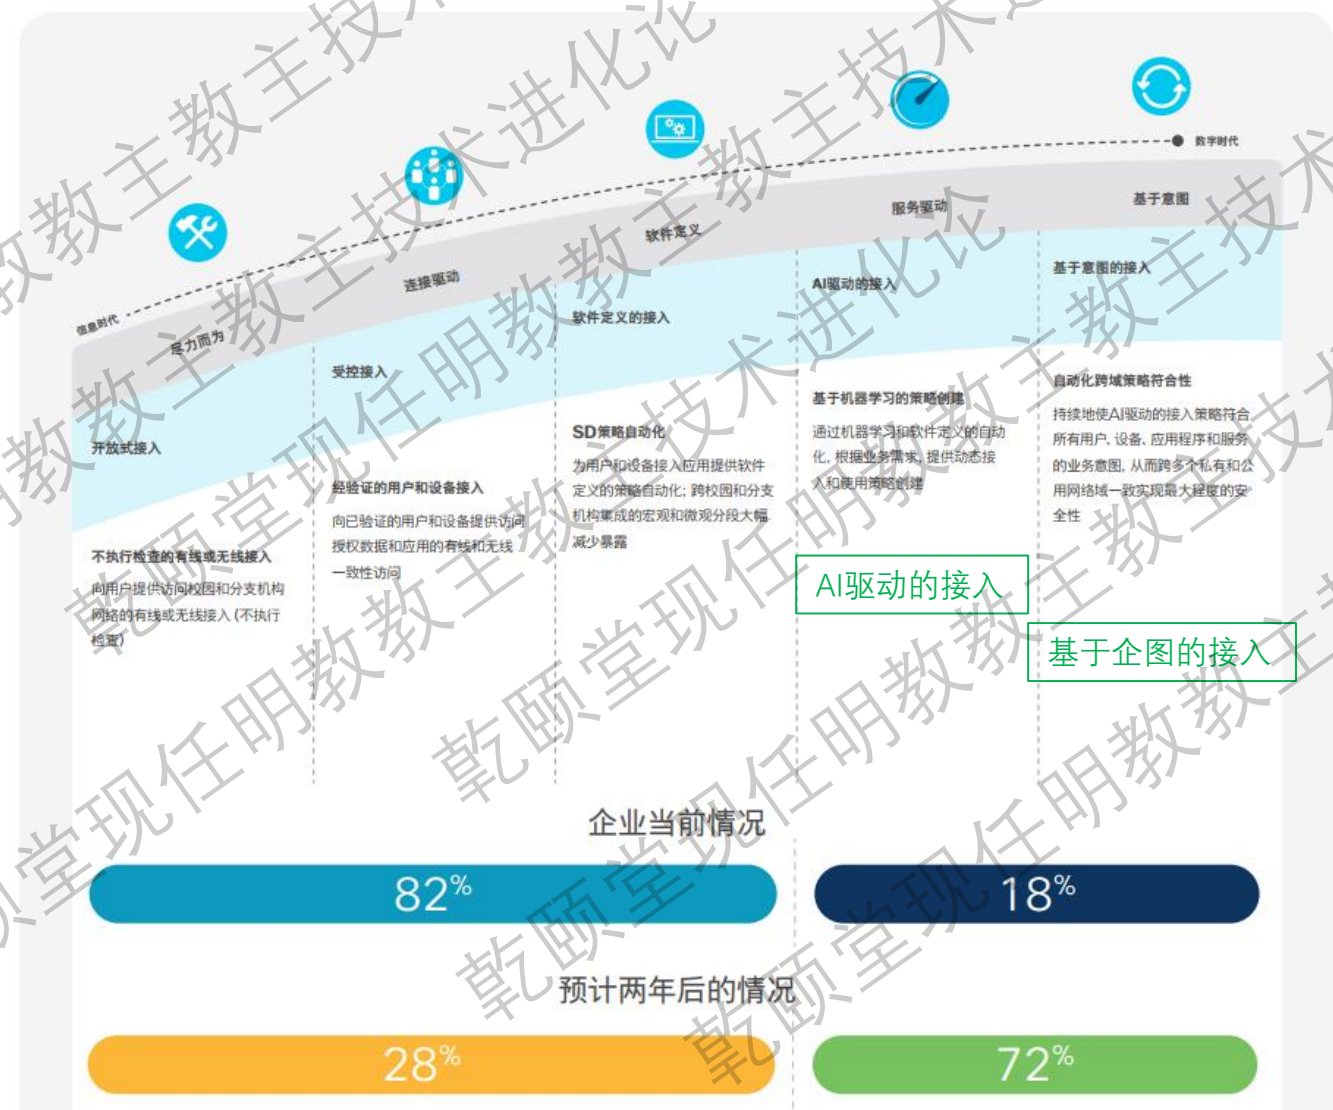 数字时代
信息时代
尽力而为
连接驱动
软件定义
服务驱动
基于意图
开放式接入
受控接入
软件定义的接入
AI驱动的接入
基于意图的接入
不执行检查的有线或无线接入
向用户提供访问校园和分支机构
网络的有线或无线接入 (不执行
检查)
经验证的用户和设备接入
向已验证的用户和设备提供访问
授权数据和应用的有线和无线
一致性访问
SD策略自动化
为用户和设备接入应用提供软件
定义的策略自动化; 跨校园和分支
机构集成的宏观和微观分段大幅
减少暴露
基于机器学习的策略创建
通过机器学习和软件定义的自动
化, 根据业务需求, 提供动态接
入和使用策略创建
自动化跨域策略符合性
持续地使AI驱动的接入策略符合
所有用户、设备、应用程序和服务
的业务意图, 从而跨多个私有和公
用网络域一致实现最大程度的安
全性
AI驱动的接入
基于企图的接入
企业当前情况
82%
18%
预计两年后的情况
28%
72%
乾颐堂现任明教教主技术进化论